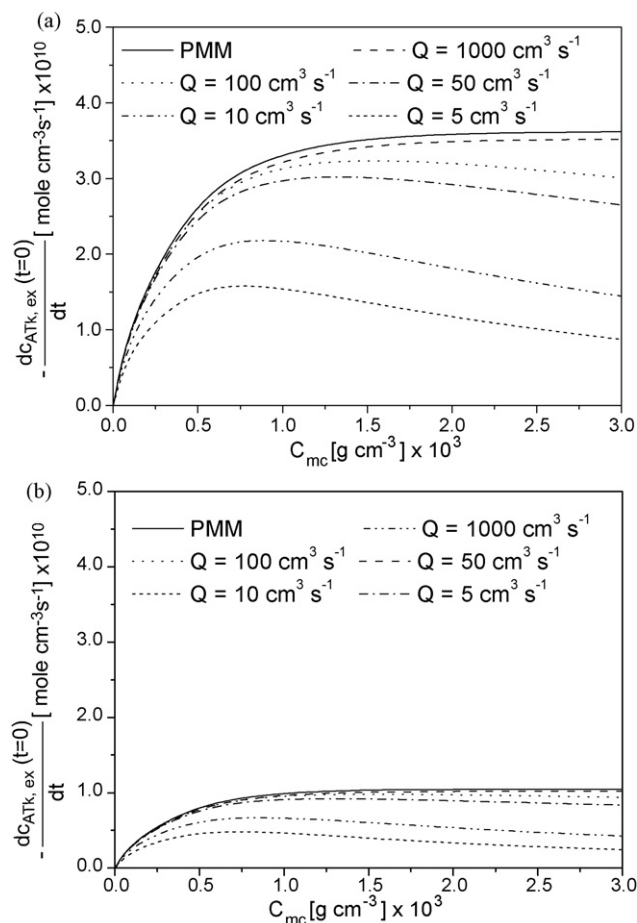 (a)
5.0
4.0
3.0
2.0
1.0
0.0
PMM
Q = 1000 cm³ s⁻¹
Q = 100 cm³ s⁻¹
Q = 50 cm³ s⁻¹
Q = 10 cm³ s⁻¹
Q = 5 cm³ s⁻¹
- dc_ATk, ex (t=0) / dt [ mole cm⁻³s⁻¹] x10¹⁰
0.0 0.5 1.0 1.5 2.0 2.5 3.0
C_mc [g cm⁻³] x 10³
(b)
5.0
4.0
3.0
2.0
1.0
0.0
PMM
Q = 1000 cm³ s⁻¹
Q = 100 cm³ s⁻¹
Q = 50 cm³ s⁻¹
Q = 10 cm³ s⁻¹
Q = 5 cm³ s⁻¹
- dc_ATk, ex (t=0) / dt [ mole cm⁻³s⁻¹] x10¹⁰
0.0 0.5 1.0 1.5 2.0 2.5 3.0
C_mc [g cm⁻³] x 10³